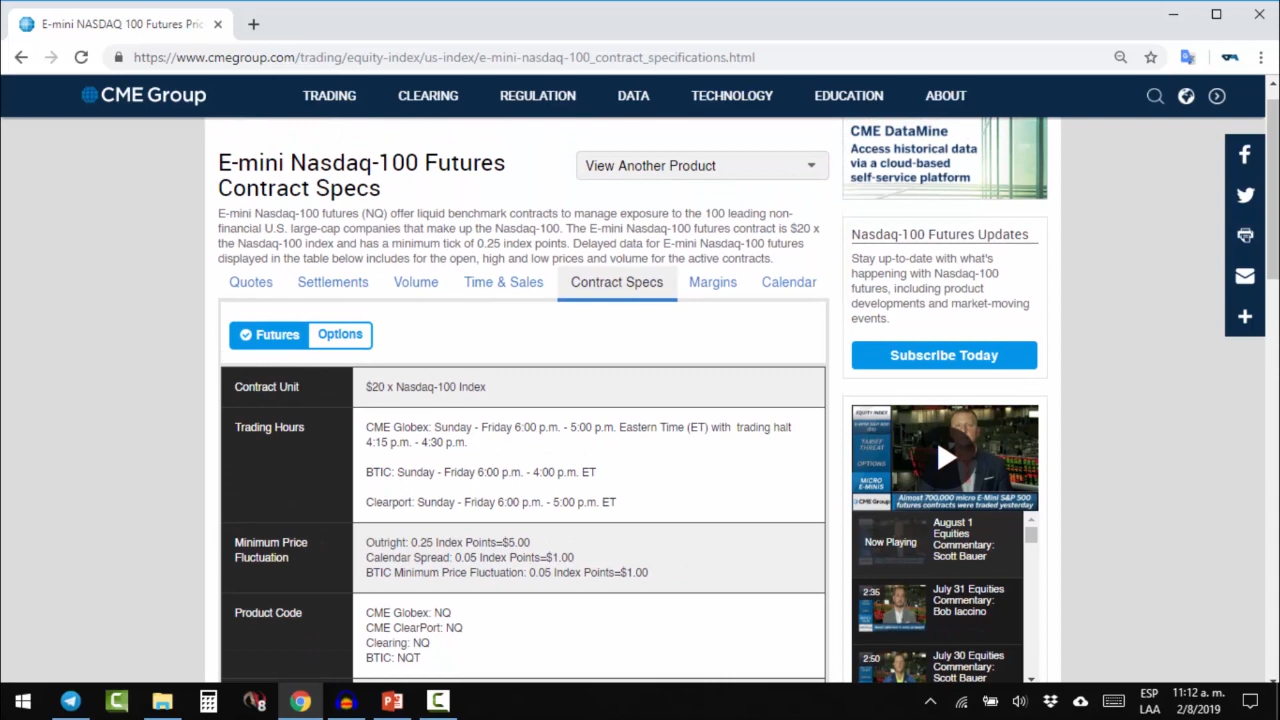 E-mini NASDAQ 100 Futures Pric
https://www.cmegroup.com/trading/equity-index/us-index/e-mini-nasdaq-100_contract_specifications.html
CME Group
TRADING
CLEARING
REGULATION
DATA
TECHNOLOGY
EDUCATION
ABOUT
E-mini Nasdaq-100 Futures
Contract Specs
View Another Product
E-mini Nasdaq-100 futures (NQ) offer liquid benchmark contracts to manage exposure to the 100 leading non-
financial U.S. large-cap companies that make up the Nasdaq-100. The E-mini Nasdaq-100 futures contract is $20 x
the Nasdaq-100 index and has a minimum tick of 0.25 index points. Delayed data for E-mini Nasdaq-100 futures
displayed in the table below includes for the open, high and low prices and volume for the active contracts.
Quotes
Settlements
Volume
Time & Sales
Contract Specs
Margins
Calendar
Futures
Options
Contract Unit
$20 x Nasdaq-100 Index
Trading Hours
CME Globex: Sunday - Friday 6:00 p.m. - 5:00 p.m. Eastern Time (ET) with trading halt
4:15 p.m. - 4:30 p.m.
BTIC: Sunday - Friday 6:00 p.m. - 4:00 p.m. ET
Clearport: Sunday - Friday 6:00 p.m. - 5:00 p.m. ET
Minimum Price
Fluctuation
Outright: 0.25 Index Points=$5.00
Calendar Spread: 0.05 Index Points=$1.00
BTIC Minimum Price Fluctuation: 0.05 Index Points=$1.00
Product Code
CME Globex: NQ
CME ClearPort: NQ
Clearing: NQ
BTIC: NQT
CME DataMine
Access historical data
via a cloud-based
self-service platform
Nasdaq-100 Futures Updates
Stay up-to-date with what's
happening with Nasdaq-100
futures, including product
developments and market-moving
events.
Subscribe Today
EQUITY INDEX
TARIFF
THREAT
OPTIONS
MICRO
E-MINIS
CME Group
Almost 700,000 micro E-Mini S&P 500
futures contracts were traded yesterday
Now Playing
August 1
Equities
Commentary:
Scott Bauer
2:35
July 31 Equities
Commentary:
Bob Iaccino
2:50
July 30 Equities
Commentary:
Scott Bauer
ESP
LAA
11:12 a. m.
2/8/2019